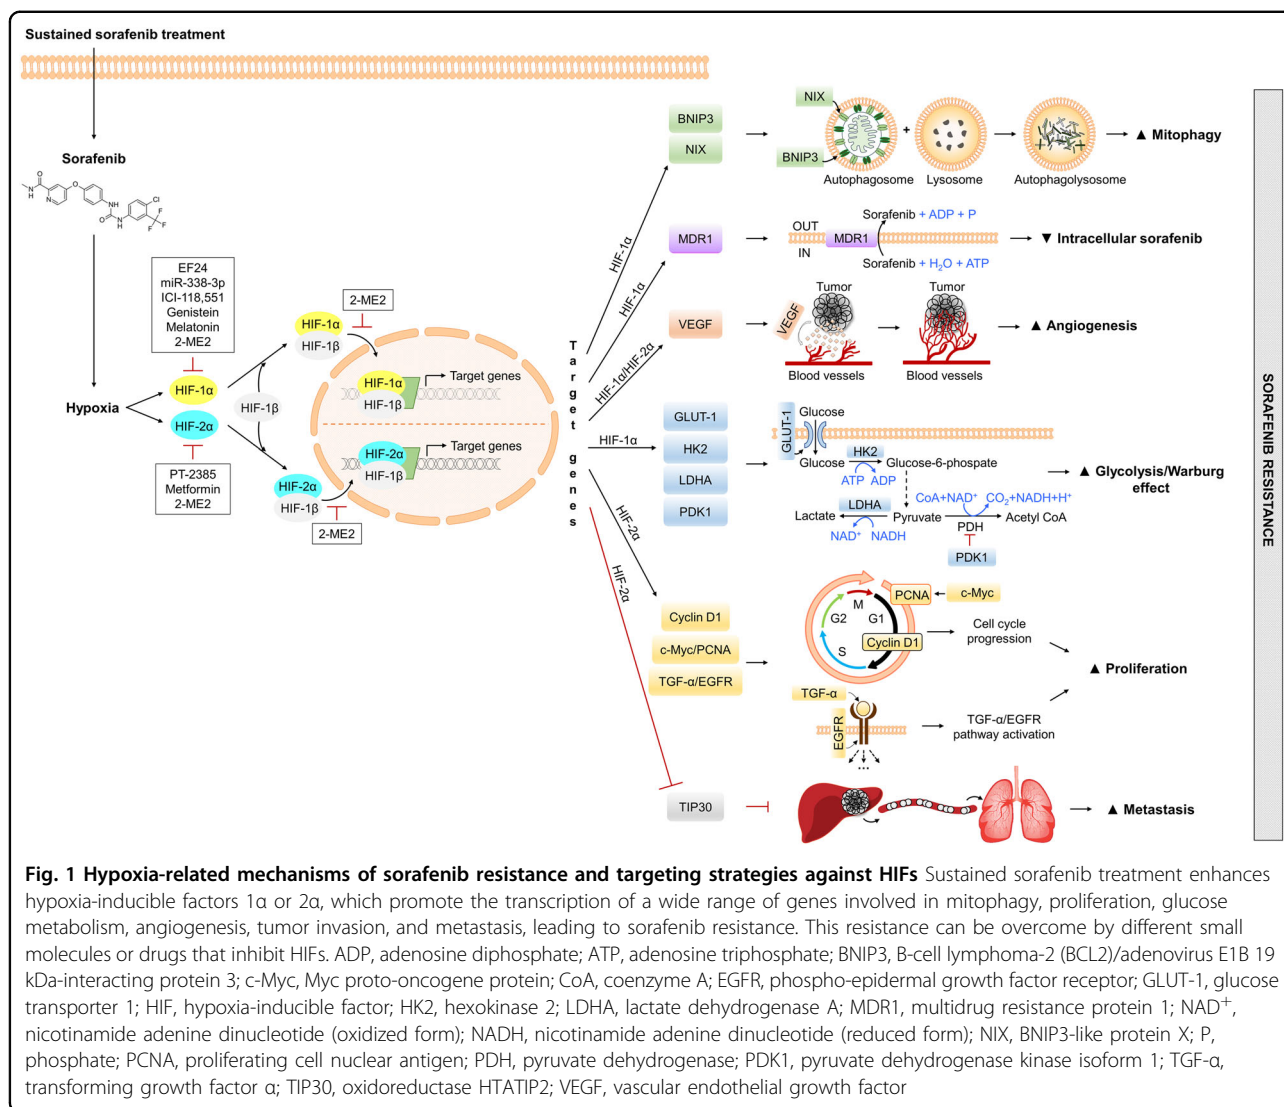 Sustained sorafenib treatment
Sorafenib
O
N
H
N
O
NH
O
N
H
Cl
F
F
F
EF24
miR-338-3p
ICI-118,551
Genistein
Melatonin
2-ME2
HIF-1α
Hypoxia
HIF-2α
PT-2385
Metformin
2-ME2
HIF-1β
HIF-1α
HIF-1β
2-ME2
HIF-2α
HIF-1β
2-ME2
HIF-1α
HIF-1β
Target genes
HIF-2α
HIF-1β
Target genes
Target genes
HIF-1α
HIF-1α
HIF-1α/HIF-2α
HIF-1α
HIF-2α
HIF-2α
BNIP3
NIX
NIX
BNIP3
+
Autophagosome
Lysosome
Autophagolysosome
▲ Mitophagy
MDR1
OUT
IN
MDR1
Sorafenib + ADP + P
Sorafenib + H₂O + ATP
▼ Intracellular sorafenib
VEGF
VEGF
Tumor
Blood vessels
Tumor
Blood vessels
▲ Angiogenesis
GLUT-1
HK2
LDHA
PDK1
GLUT-1
Glucose
Glucose
HK2
ATP ADP
Glucose-6-phospate
Lactate
LDHA
NAD⁺ NADH
Pyruvate
CoA+NAD⁺
CO₂+NADH+H⁺
PDH
Acetyl CoA
PDK1
▲ Glycolysis/Warburg
effect
Cyclin D1
c-Myc/PCNA
TGF-α/EGFR
M
G2
G1
S
Cyclin D1
PCNA
c-Myc
Cell cycle
progression
TGF-α
EGFR
...
TGF-α/EGFR
pathway activation
▲ Proliferation
TIP30
▲ Metastasis
SORAFENIB RESISTANCE
Fig. 1 Hypoxia-related mechanisms of sorafenib resistance and targeting strategies against HIFs Sustained sorafenib treatment enhances
hypoxia-inducible factors 1α or 2α, which promote the transcription of a wide range of genes involved in mitophagy, proliferation, glucose
metabolism, angiogenesis, tumor invasion, and metastasis, leading to sorafenib resistance. This resistance can be overcome by different small
molecules or drugs that inhibit HIFs. ADP, adenosine diphosphate; ATP, adenosine triphosphate; BNIP3, B-cell lymphoma-2 (BCL2)/adenovirus E1B 19
kDa-interacting protein 3; c-Myc, Myc proto-oncogene protein; CoA, coenzyme A; EGFR, phospho-epidermal growth factor receptor; GLUT-1, glucose
transporter 1; HIF, hypoxia-inducible factor; HK2, hexokinase 2; LDHA, lactate dehydrogenase A; MDR1, multidrug resistance protein 1; NAD⁺,
nicotinamide adenine dinucleotide (oxidized form); NADH, nicotinamide adenine dinucleotide (reduced form); NIX, BNIP3-like protein X; P,
phosphate; PCNA, proliferating cell nuclear antigen; PDH, pyruvate dehydrogenase; PDK1, pyruvate dehydrogenase kinase isoform 1; TGF-α,
transforming growth factor α; TIP30, oxidoreductase HTATIP2; VEGF, vascular endothelial growth factor